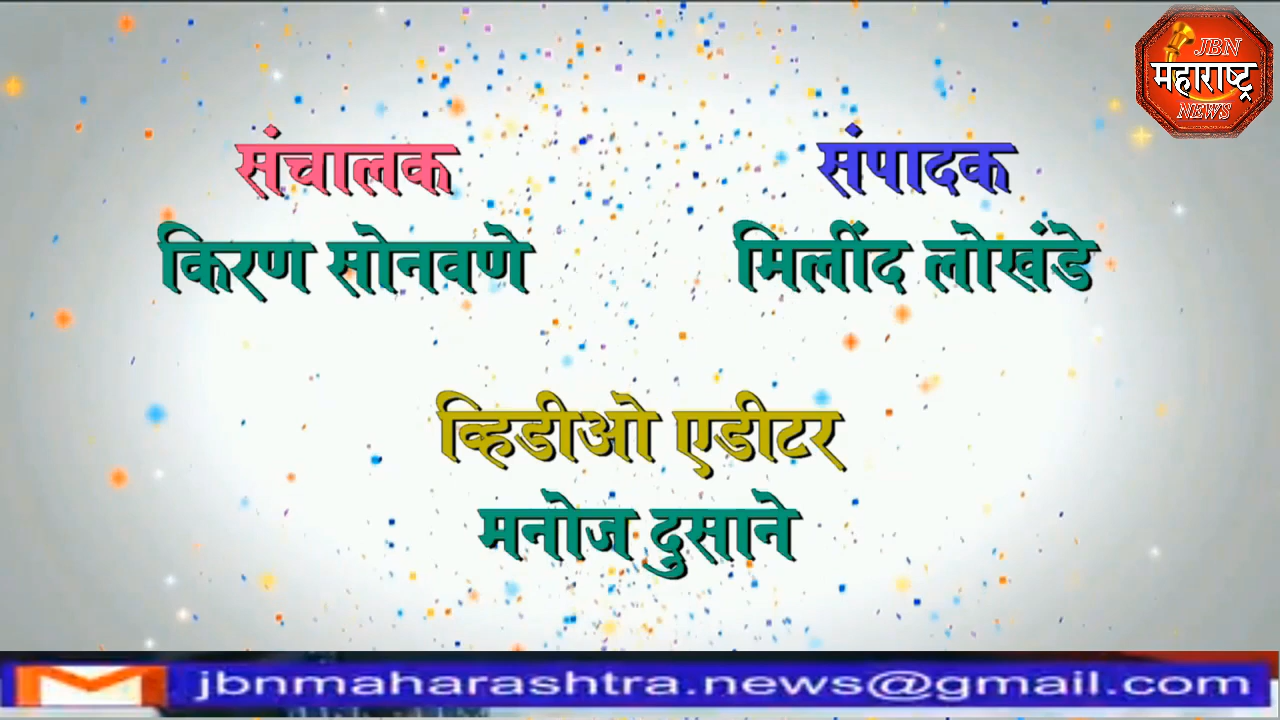 JBN
महाराष्ट्र
NEWS
संचालक
किरण सोनवणे
संपादक
मिलींद लोखंडे
व्हिडीओ एडीटर
मनोज दुसाने
jbnmaharashtra.news@gmail.com